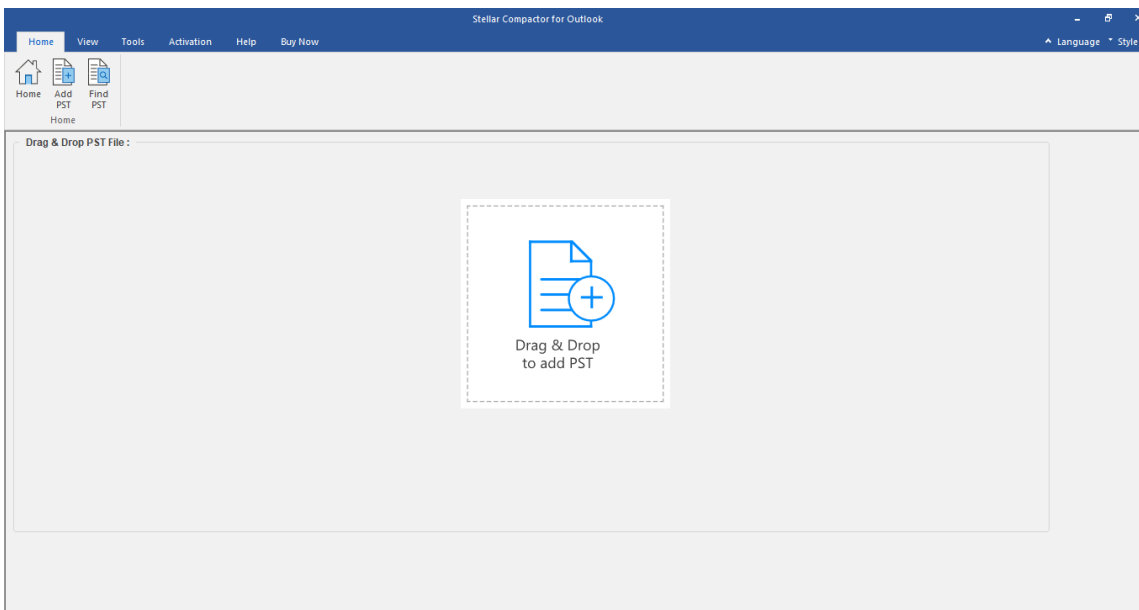 Stellar Compactor for Outlook
Home View Tools Activation Help Buy Now Language Style
Home Add PST Find PST
Home
Drag & Drop PST File :
Drag & Drop
to add PST